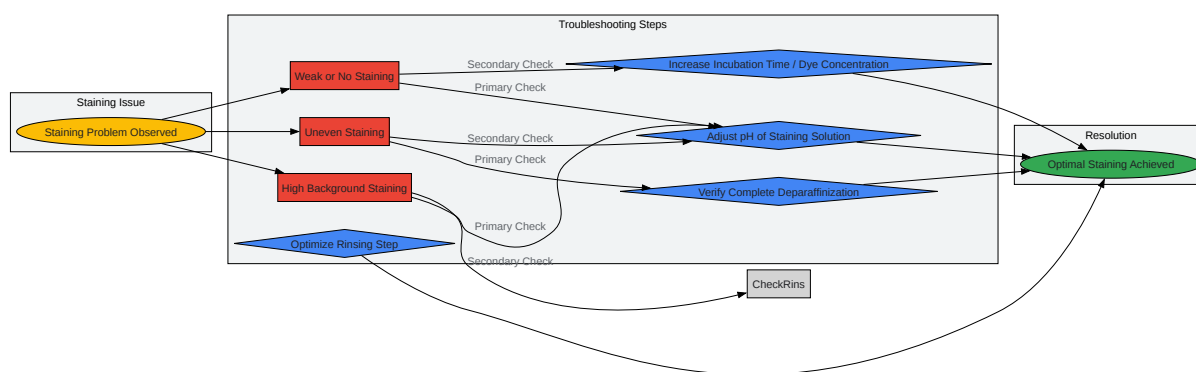 Troubleshooting Steps
Staining Issue
Staining Problem Observed
Weak or No Staining
Uneven Staining
High Background Staining
Optimize Rinsing Step
Secondary Check
Primary Check
Secondary Check
Primary Check
Primary Check
Secondary Check
Increase Incubation Time / Dye Concentration
Adjust pH of Staining Solution
Verify Complete Deparaffinization
CheckRins
Resolution
Optimal Staining Achieved